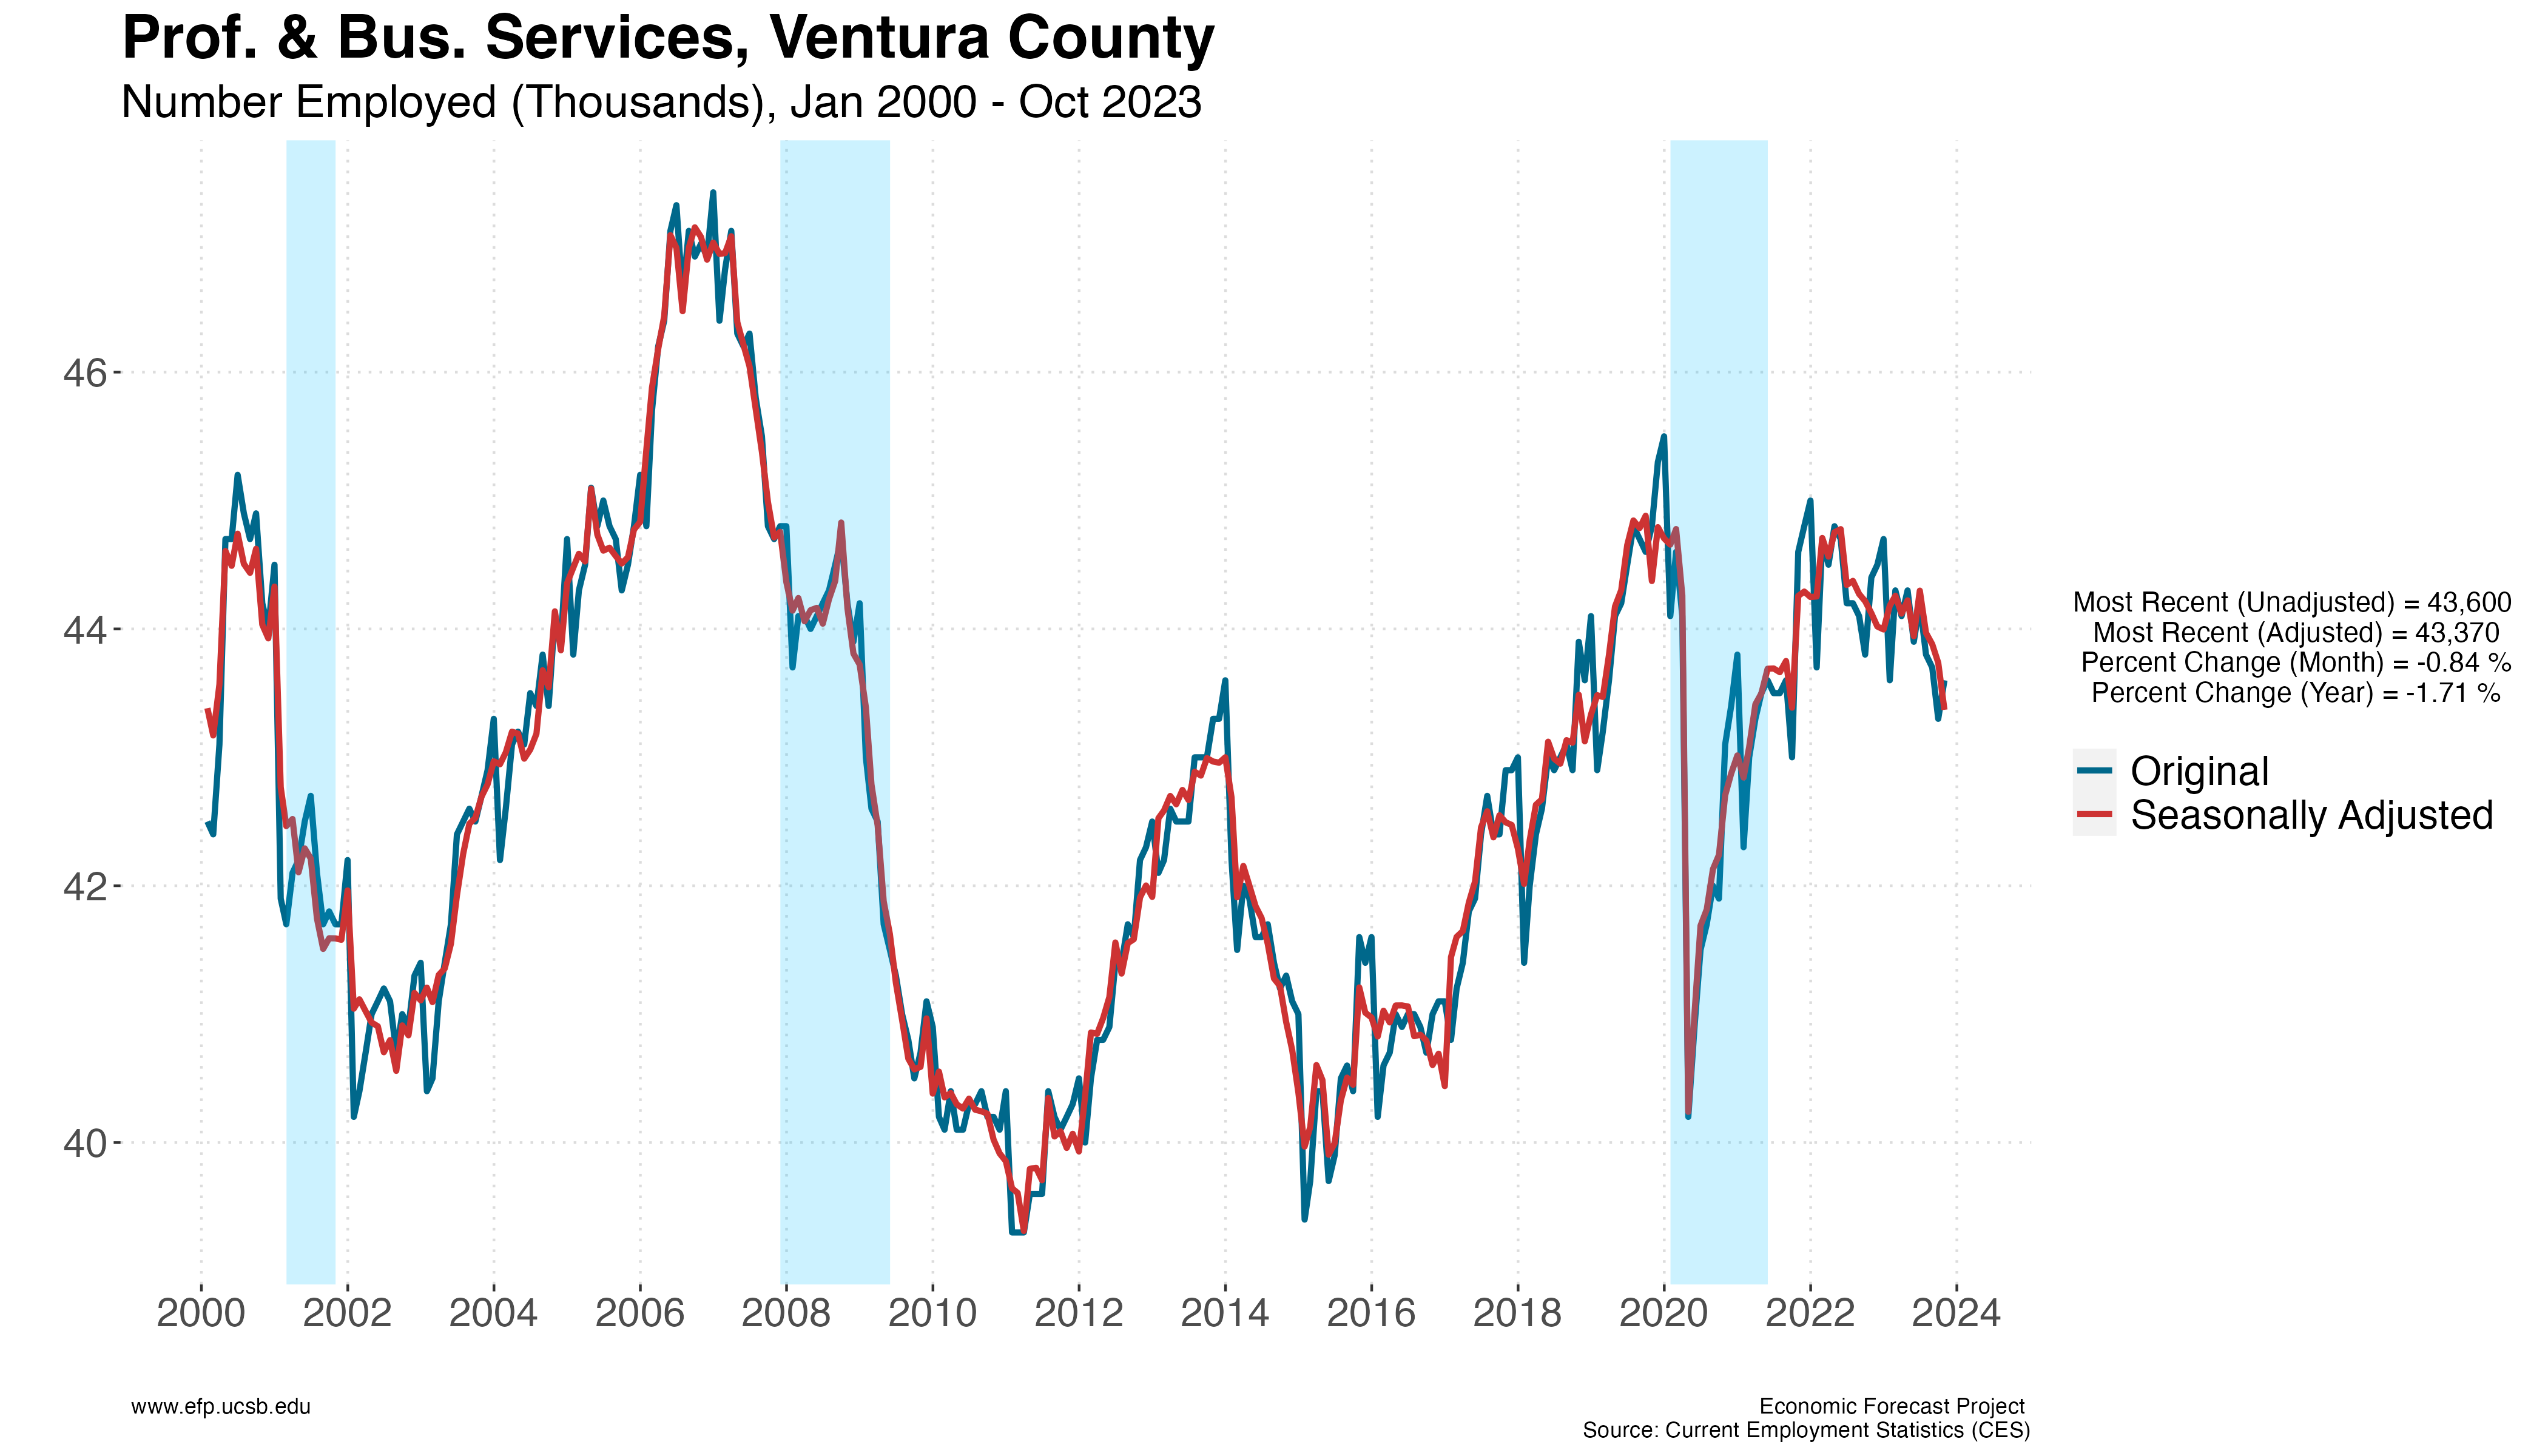 Prof. & Bus. Services, Ventura County
Number Employed (Thousands), Jan 2000 - Oct 2023
46
44
42
40
2000 2002 2004 2006 2008 2010 2012 2014 2016 2018 2020 2022 2024
Most Recent (Unadjusted) = 43,600
Most Recent (Adjusted) = 43,370
Percent Change (Month) = -0.84 %
Percent Change (Year) = -1.71 %
Original
Seasonally Adjusted
www.efp.ucsb.edu
Economic Forecast Project
Source: Current Employment Statistics (CES)